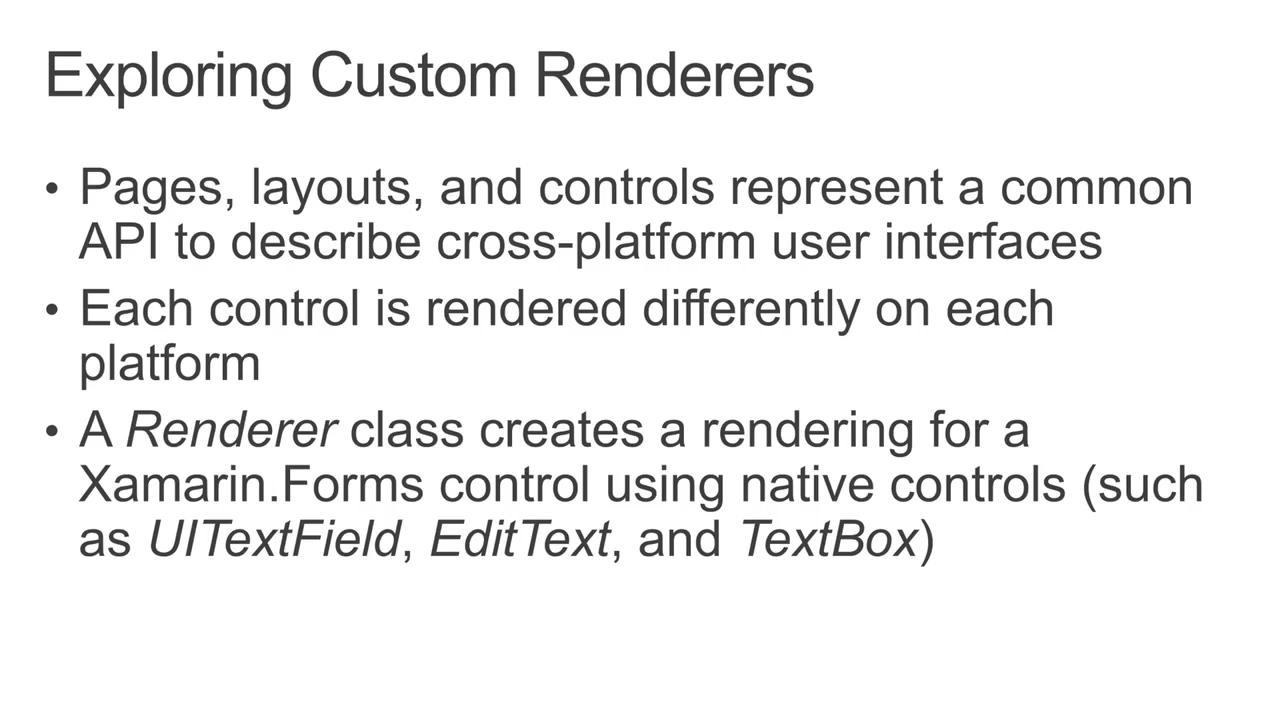 Exploring Custom Renderers
• Pages, layouts, and controls represent a common
API to describe cross-platform user interfaces
• Each control is rendered differently on each
platform
• A Renderer class creates a rendering for a
Xamarin.Forms control using native controls (such
as UITextField, EditText, and TextBox)